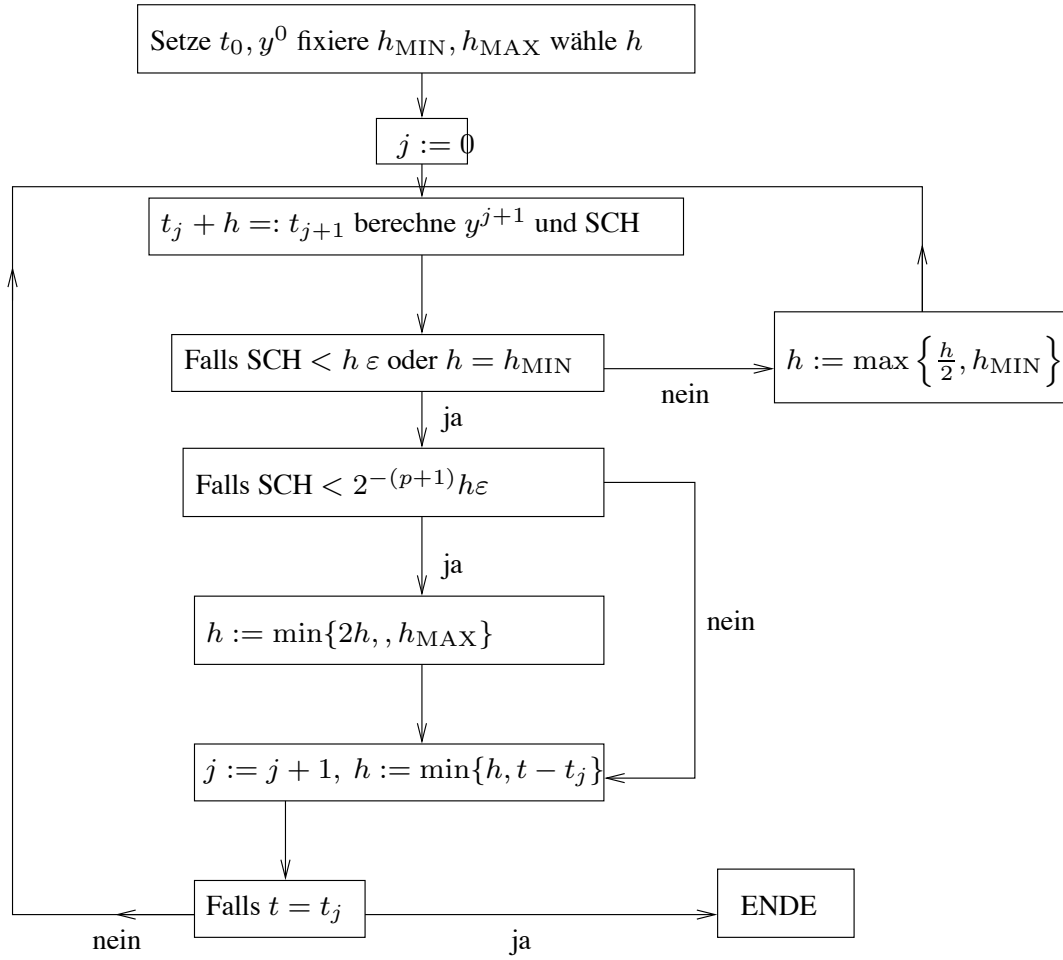 Setze t₀, y⁰ fixiere h_MIN, h_MAX wähle h
j := 0
t_j + h =: t_{j+1} berechne y^{j+1} und SCH
Falls SCH < h ε oder h = h_MIN
nein
h := max { h/2, h_MIN }
ja
Falls SCH < 2^{-(p+1)} hε
ja
nein
h := min{2h, , h_MAX}
j := j + 1, h := min{h, t − t_j}
Falls t = t_j
ENDE
nein
ja